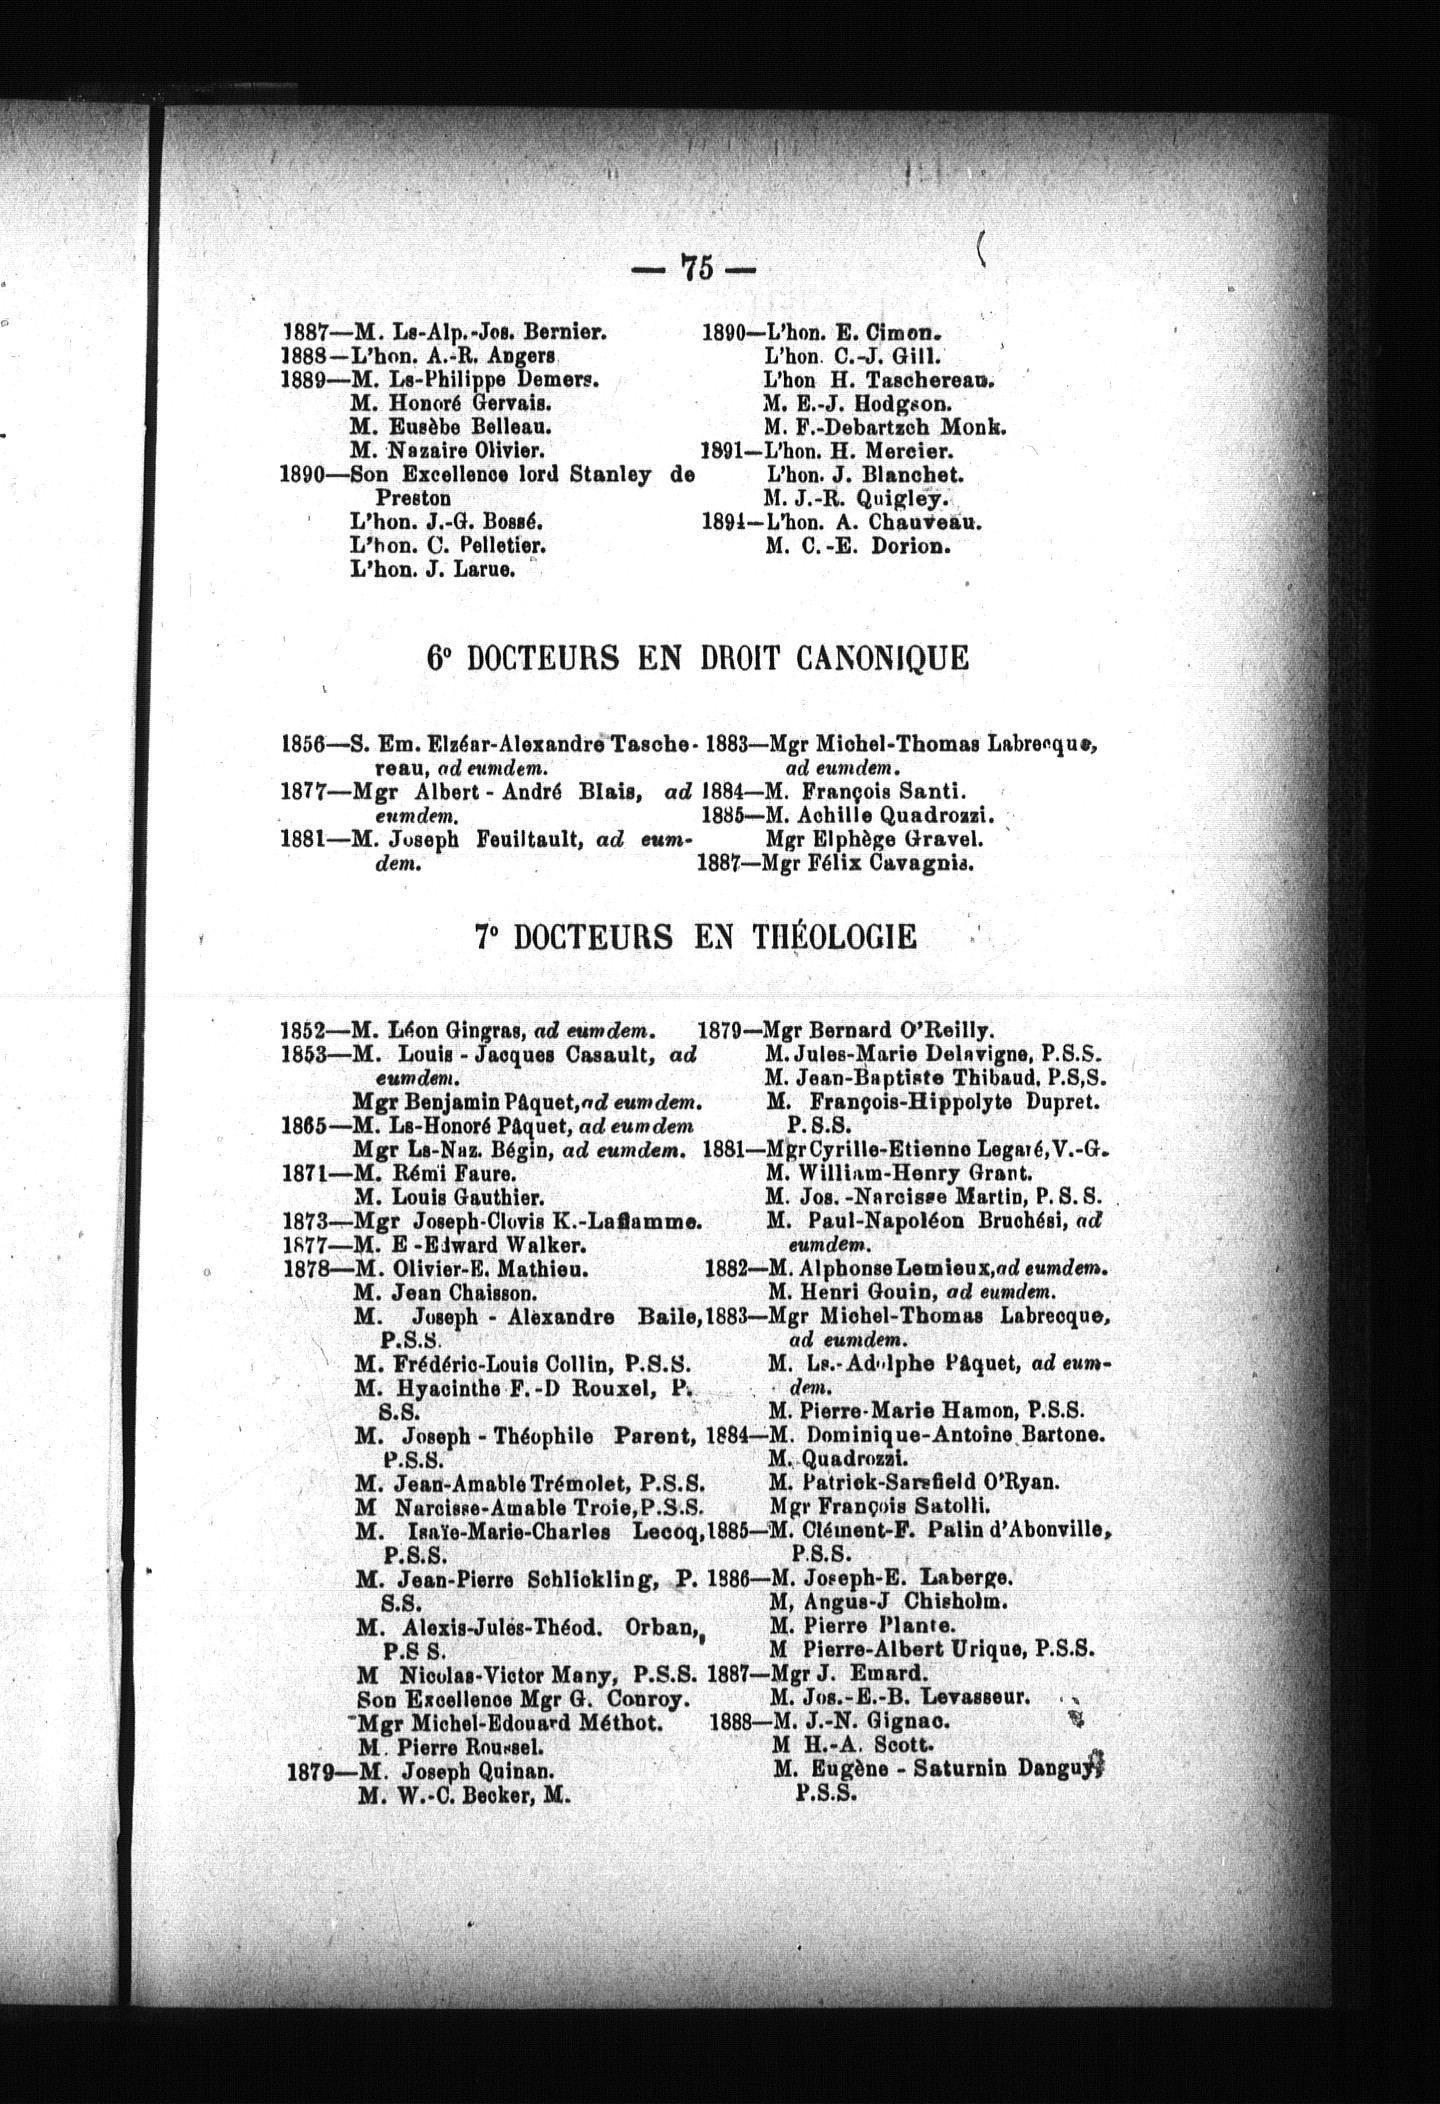 — 75 —
1887—M. Ls-Alp.-Jos. Bernier.
1888—L'hon. A.-R. Angers
1889—M. Ls-Philippe Demers.
M. Honoré Gervais.
M. Eusèbe Belleau.
M. Nazaire Olivier.
1890—Son Excellence lord Stanley de
Preston
L'hon. J.-G. Bossé.
L'hon. C. Pelletier.
L'hon. J. Larue.
1890—L'hon. E. Cimon.
L'hon. C.-J. Gill.
L'hon H. Taschereau.
M. E.-J. Hodgson.
M. F.-Debartzch Monk.
1891—L'hon. H. Mercier.
L'hon. J. Blanchet.
M. J.-R. Quigley.
1894—L'hon. A. Chauveau.
M. C.-E. Dorion.
6º DOCTEURS EN DROIT CANONIQUE
1856—S. Em. Elzéar-Alexandre Tasche-
reau, ad eumdem.
1877—Mgr Albert - André Blais, ad
eumdem.
1881—M. Joseph Feuiltault, ad eum-
dem.
1883—Mgr Michel-Thomas Labrecque,
ad eumdem.
1884—M. François Santi.
1885—M. Achille Quadrozzi.
Mgr Elphège Gravel.
1887—Mgr Félix Cavagnis.
7º DOCTEURS EN THÉOLOGIE
1852—M. Léon Gingras, ad eumdem.
1853—M. Louis - Jacques Casault, ad
eumdem.
Mgr Benjamin Pâquet, ad eumdem.
1865—M. Ls-Honoré Pâquet, ad eumdem
Mgr Ls-Naz. Bégin, ad eumdem.
1871—M. Rémi Faure.
M. Louis Gauthier.
1873—Mgr Joseph-Clovis K.-Laflamme.
1877—M. E-Edward Walker.
1878—M. Olivier-E. Mathieu.
M. Jean Chaisson.
M. Joseph - Alexandre Baile,
P.S.S.
M. Frédéric-Louis Collin, P.S.S.
M. Hyacinthe F.-D Rouxel, P.
S.S.
M. Joseph - Théophile Parent,
P.S.S.
M. Jean-Amable Trémolet, P.S.S.
M Narcisse-Amable Troie, P.S.S.
M. Isaïe-Marie-Charles Lecoq,
P.S.S.
M. Jean-Pierre Schlickling, P.
S.S.
M. Alexis-Jules-Théod. Orban,
P.S S.
M Nicolas-Victor Many, P.S.S.
Son Excellence Mgr G. Conroy.
Mgr Michel-Edouard Méthot.
M. Pierre Roussel.
1879—M. Joseph Quinan.
M. W.-C. Becker, M.
1879—Mgr Bernard O'Reilly.
M. Jules-Marie Delavigne, P.S.S.
M. Jean-Baptiste Thibaud, P.S,S.
M. François-Hippolyte Dupret.
P.S.S.
1881—Mgr Cyrille-Etienne Legaré, V.-G.
M. William-Henry Grant.
M. Jos.-Narcisse Martin, P. S. S.
M. Paul-Napoléon Bruchési, ad
eumdem.
1882—M. Alphonse Lemieux, ad eumdem.
M. Henri Gouin, ad eumdem.
1883—Mgr Michel-Thomas Labrecque,
ad eumdem.
M. Ls.-Adolphe Pâquet, ad eum-
dem.
M. Pierre-Marie Hamon, P.S.S.
1884—M. Dominique-Antoine Bartone.
M. Quadrozzi.
M. Patrick-Sarsfield O'Ryan.
Mgr François Satolli.
1885—M. Clément-F. Palin d'Abonville,
P.S.S.
1886—M. Joseph-E. Laberge.
M, Angus-J Chisholm.
M. Pierre Plante.
M Pierre-Albert Urique, P.S.S.
1887—Mgr J. Emard.
M. Jos.-E.-B. Levasseur.
1888—M. J.-N. Gignac.
M H.-A. Scott.
M. Eugène - Saturnin Danguy,
P.S.S.